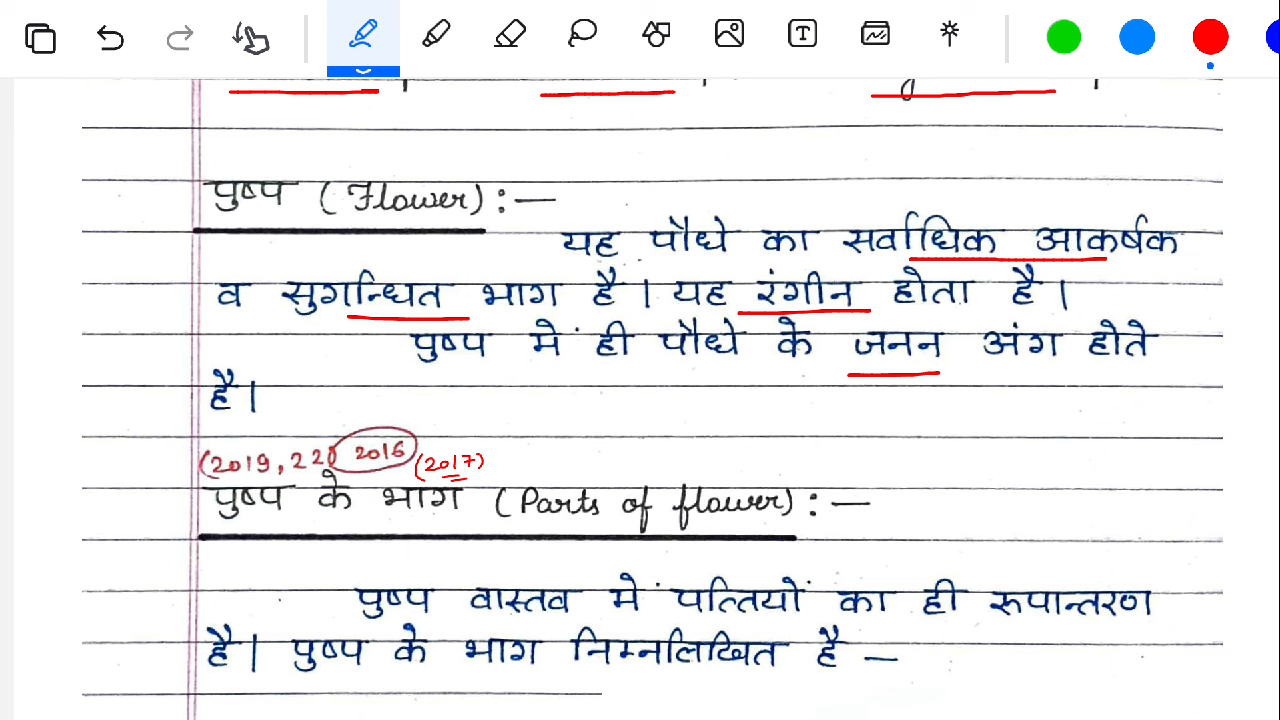 पुष्प (Flower) :—
यह पौधे का सर्वाधिक आकर्षक
व सुगन्धित भाग है। यह रंगीन होता है।
पुष्प में ही पौधे के जनन अंग होते
है।
(2019, 22) 2016 (2017)
पुष्प के भाग (Parts of flower) :—
पुष्प वास्तव में पत्तियों का ही रूपान्तरण
है। पुष्प के भाग निम्नलिखित है —